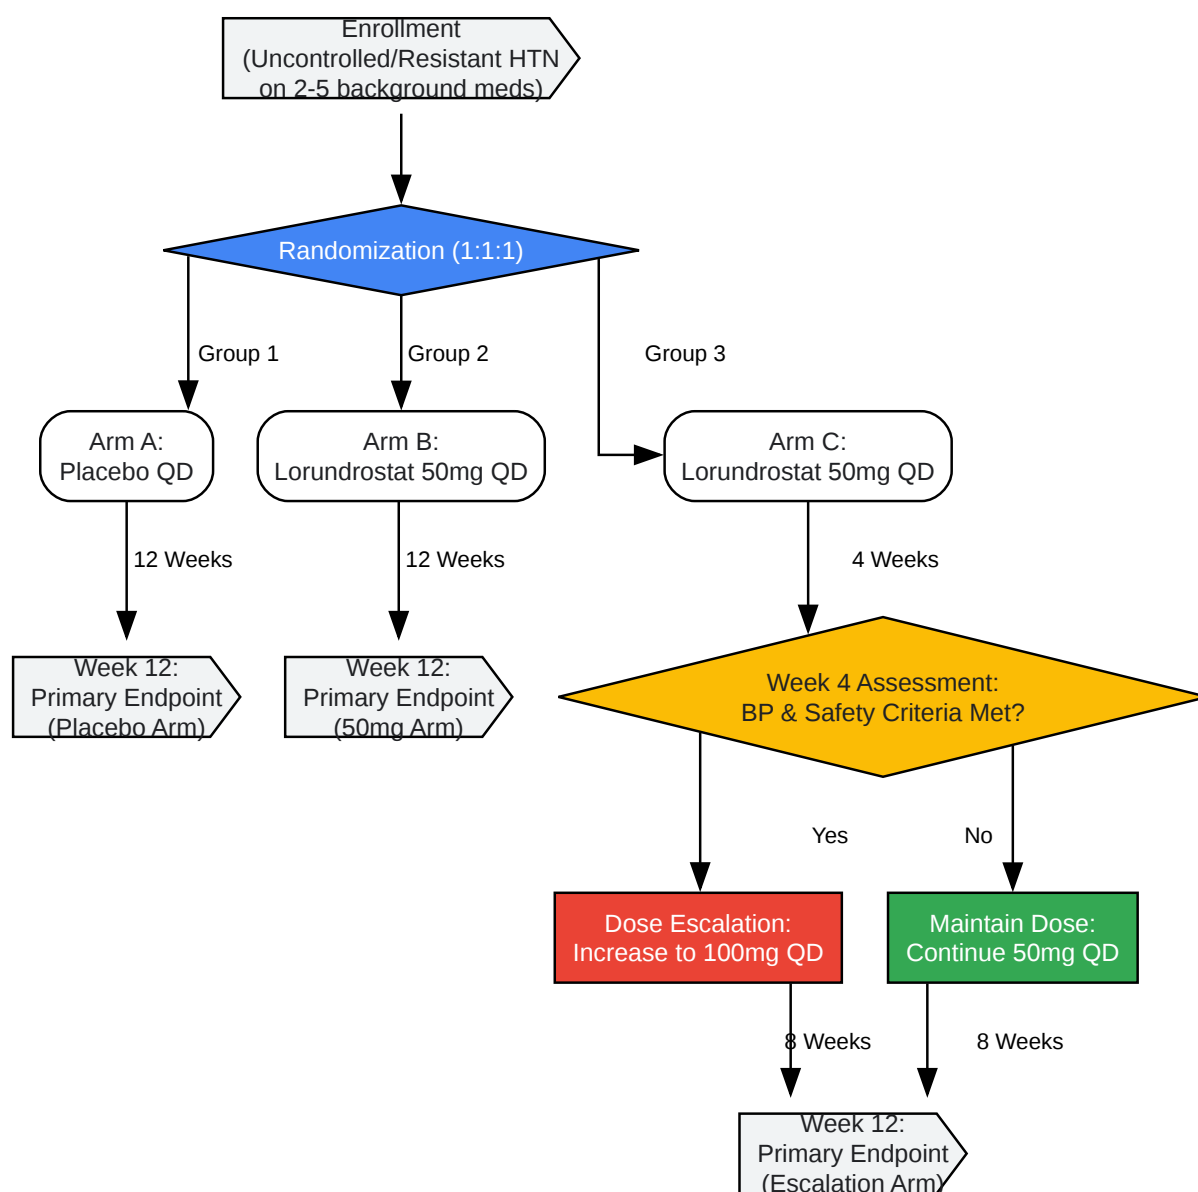 Enrollment
(Uncontrolled/Resistant HTN
on 2-5 background meds)
Randomization (1:1:1)
Group 1
Group 2
Group 3
Arm A:
Placebo QD
Arm B:
Lorundrostat 50mg QD
Arm C:
Lorundrostat 50mg QD
12 Weeks
12 Weeks
4 Weeks
Week 12:
Primary Endpoint
(Placebo Arm)
Week 12:
Primary Endpoint
(50mg Arm)
Week 4 Assessment:
BP & Safety Criteria Met?
Yes
No
Dose Escalation:
Increase to 100mg QD
Maintain Dose:
Continue 50mg QD
8 Weeks
8 Weeks
Week 12:
Primary Endpoint
(Escalation Arm)